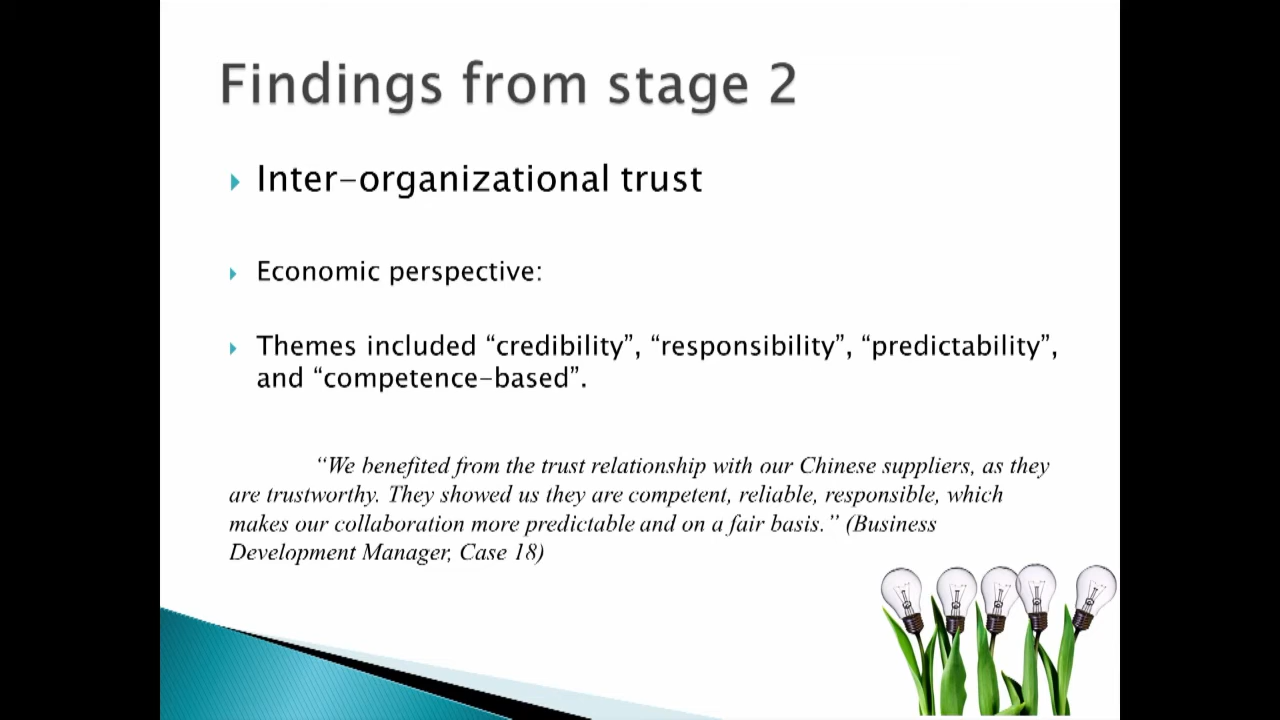 Findings from stage 2
Inter-organizational trust
Economic perspective:
Themes included “credibility”, “responsibility”, “predictability”,
and “competence-based”.
“We benefited from the trust relationship with our Chinese suppliers, as they
are trustworthy. They showed us they are competent, reliable, responsible, which
makes our collaboration more predictable and on a fair basis.” (Business
Development Manager, Case 18)